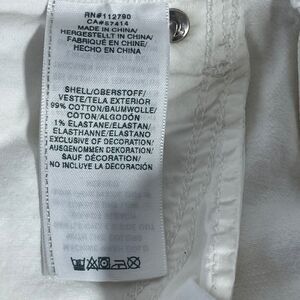 RN#112790
CA#57414
MADE IN CHINA/
HERGESTELLT IN CHINA/
FABRIQUÉ EN CHINE/
HECHO EN CHINA
SHELL/OBERSTOFF/
VESTE/TELA EXTERIOR
99% COTTON/BAUMWOLLE/
COTON/ALGODÓN
1% ELASTANE/ELASTAN/
ELASTHANNE/ELASTANO
EXCLUSIVE OF DECORATION/
AUSGENOMMEN DEKORATION/
SAUF DÉCORATION/
NO INCLUYE LA DECORACIÓN